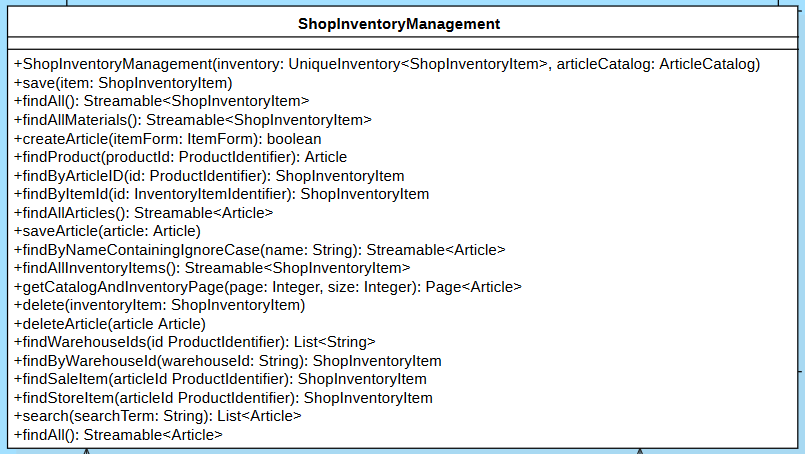 ShopInventoryManagement
+ShopInventoryManagement(inventory: UniqueInventory<ShopInventoryItem>, articleCatalog: ArticleCatalog)
+save(item: ShopInventoryItem)
+findAll(): Streamable<ShopInventoryItem>
+findAllMaterials(): Streamable<ShopInventoryItem>
+createArticle(itemForm: ItemForm): boolean
+findProduct(productId: ProductIdentifier): Article
+findByArticleID(id: ProductIdentifier): ShopInventoryItem
+findByItemId(id: InventoryItemIdentifier): ShopInventoryItem
+findAllArticles(): Streamable<Article>
+saveArticle(article: Article)
+findByNameContainingIgnoreCase(name: String): Streamable<Article>
+findAllInventoryItems(): Streamable<ShopInventoryItem>
+getCatalogAndInventoryPage(page: Integer, size: Integer): Page<Article>
+delete(inventoryItem: ShopInventoryItem)
+deleteArticle(article Article)
+findWarehouseIds(id ProductIdentifier): List<String>
+findByWarehouseId(warehouseId: String): ShopInventoryItem
+findSaleItem(articleId ProductIdentifier): ShopInventoryItem
+findStoreItem(articleId ProductIdentifier): ShopInventoryItem
+search(searchTerm: String): List<Article>
+findAll(): Streamable<Article>